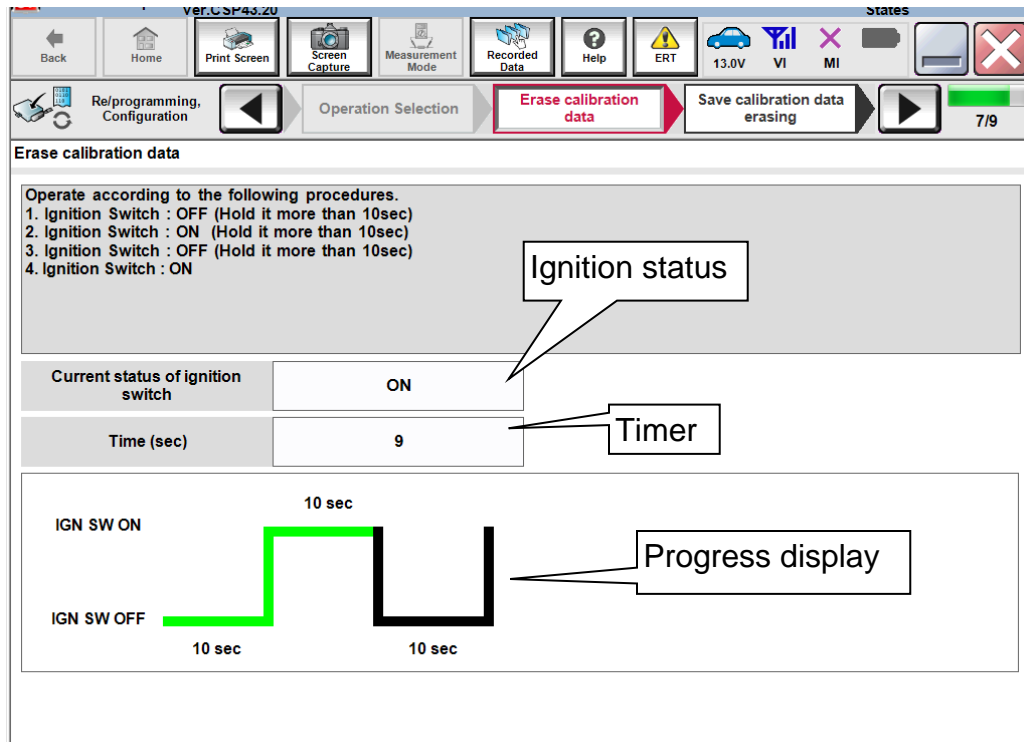 Ver.CSP43.20
States
Back
Home
Print Screen
Screen
Capture
Measurement
Mode
Recorded
Data
Help
ERT
13.0V
VI
MI
Re/programming,
Configuration
Operation Selection
Erase calibration
data
Save calibration data
erasing
7/9
Erase calibration data
Operate according to the following procedures.
1. Ignition Switch : OFF (Hold it more than 10sec)
2. Ignition Switch : ON (Hold it more than 10sec)
3. Ignition Switch : OFF (Hold it more than 10sec)
4. Ignition Switch : ON
Ignition status
Current status of ignition
switch
ON
Time (sec)
9
Timer
10 sec
IGN SW ON
Progress display
IGN SW OFF
10 sec
10 sec